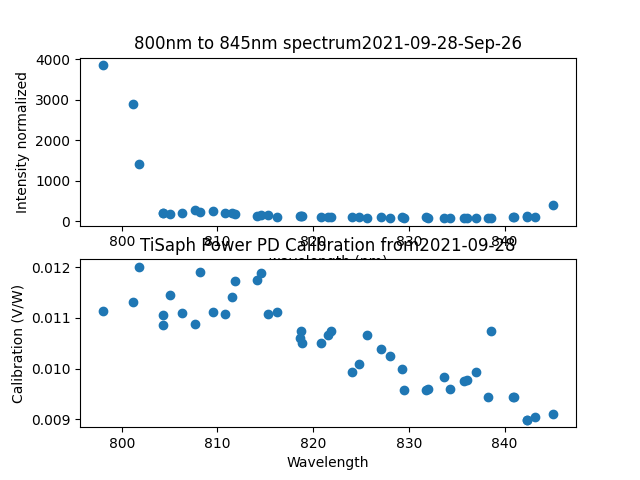 800nm to 845nm spectrum2021-09-28-Sep-26
4000
3000
2000
1000
0
Intensity normalized
800 810 820 830 840
wavelength (nm)
TiSaph Power PD Calibration from2021-09-28
0.012
0.011
0.010
0.009
Calibration (V/W)
800 810 820 830 840
Wavelength